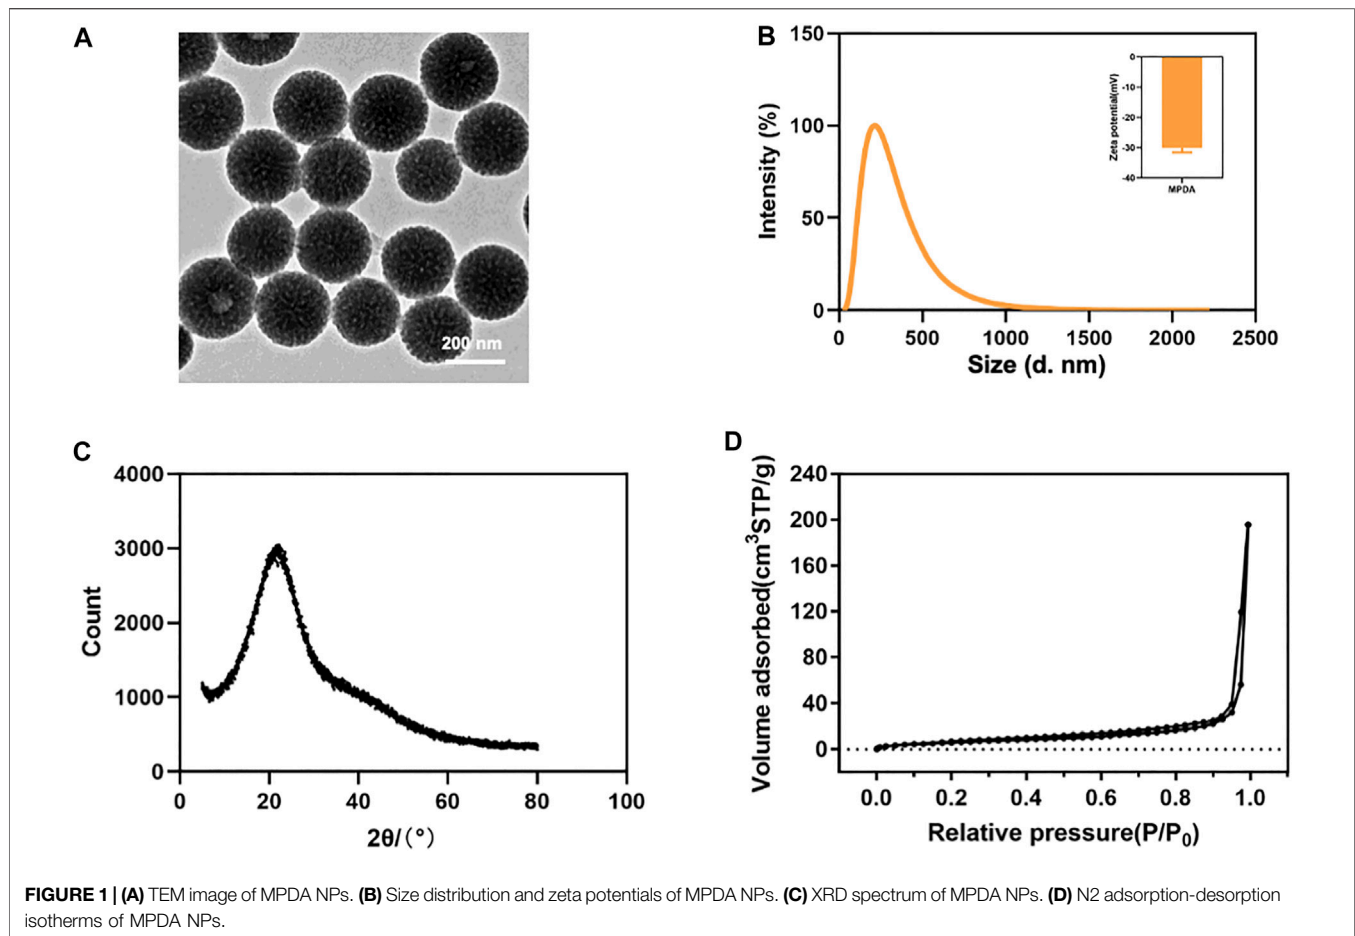 A
200 nm
B
150
100
50
0
Intensity (%)
0 500 1000 1500 2000 2500
Size (d. nm)
0
-10
-20
-30
-40
Zeta potential(mV)
MPDA
C
4000
3000
2000
1000
0
Count
0 20 40 60 80 100
2θ/(°)
D
240
200
160
120
80
40
0
Volume adsorbed(cm³STP/g)
0.0 0.2 0.4 0.6 0.8 1.0
Relative pressure(P/P₀)
FIGURE 1 | (A) TEM image of MPDA NPs. (B) Size distribution and zeta potentials of MPDA NPs. (C) XRD spectrum of MPDA NPs. (D) N2 adsorption-desorption
isotherms of MPDA NPs.